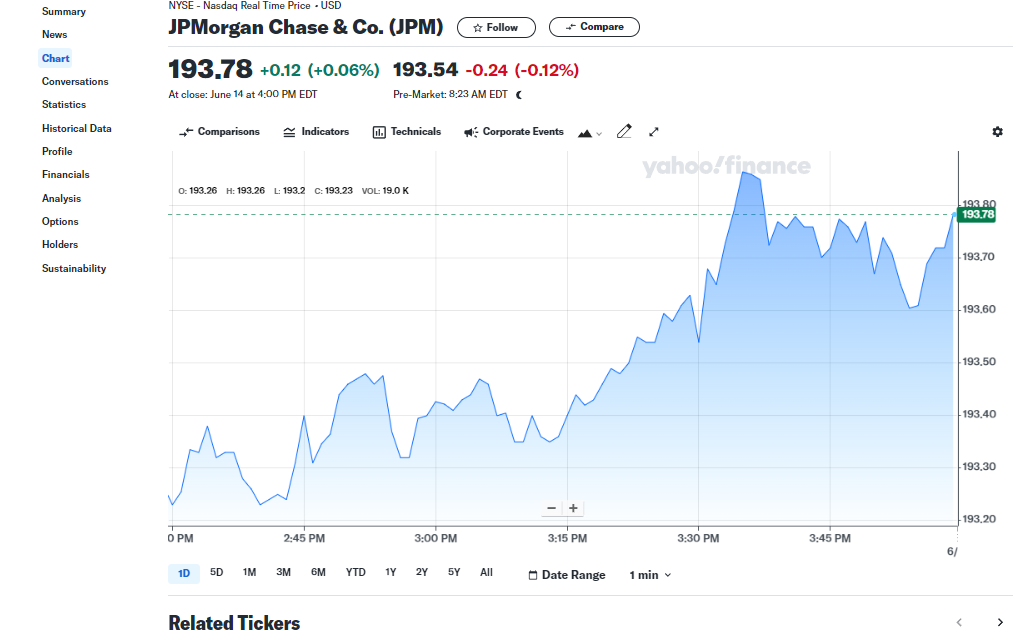 NYSE - Nasdaq Real Time Price • USD
JPMorgan Chase & Co. (JPM)
Follow
Compare
193.78 +0.12 (+0.06%)
193.54 -0.24 (-0.12%)
At close: June 14 at 4:00 PM EDT
Pre-Market: 8:23 AM EDT
Summary
News
Chart
Conversations
Statistics
Historical Data
Profile
Financials
Analysis
Options
Holders
Sustainability
Comparisons
Indicators
Technicals
Corporate Events
yahoo!finance
O: 193.26 H: 193.26 L: 193.2 C: 193.23 VOL: 19.0 K
193.80
193.78
193.70
193.60
193.50
193.40
193.30
193.20
0 PM
2:45 PM
3:00 PM
3:15 PM
3:30 PM
3:45 PM
6/
− +
1D 5D 1M 3M 6M YTD 1Y 2Y 5Y All
Date Range
1 min
Related Tickers